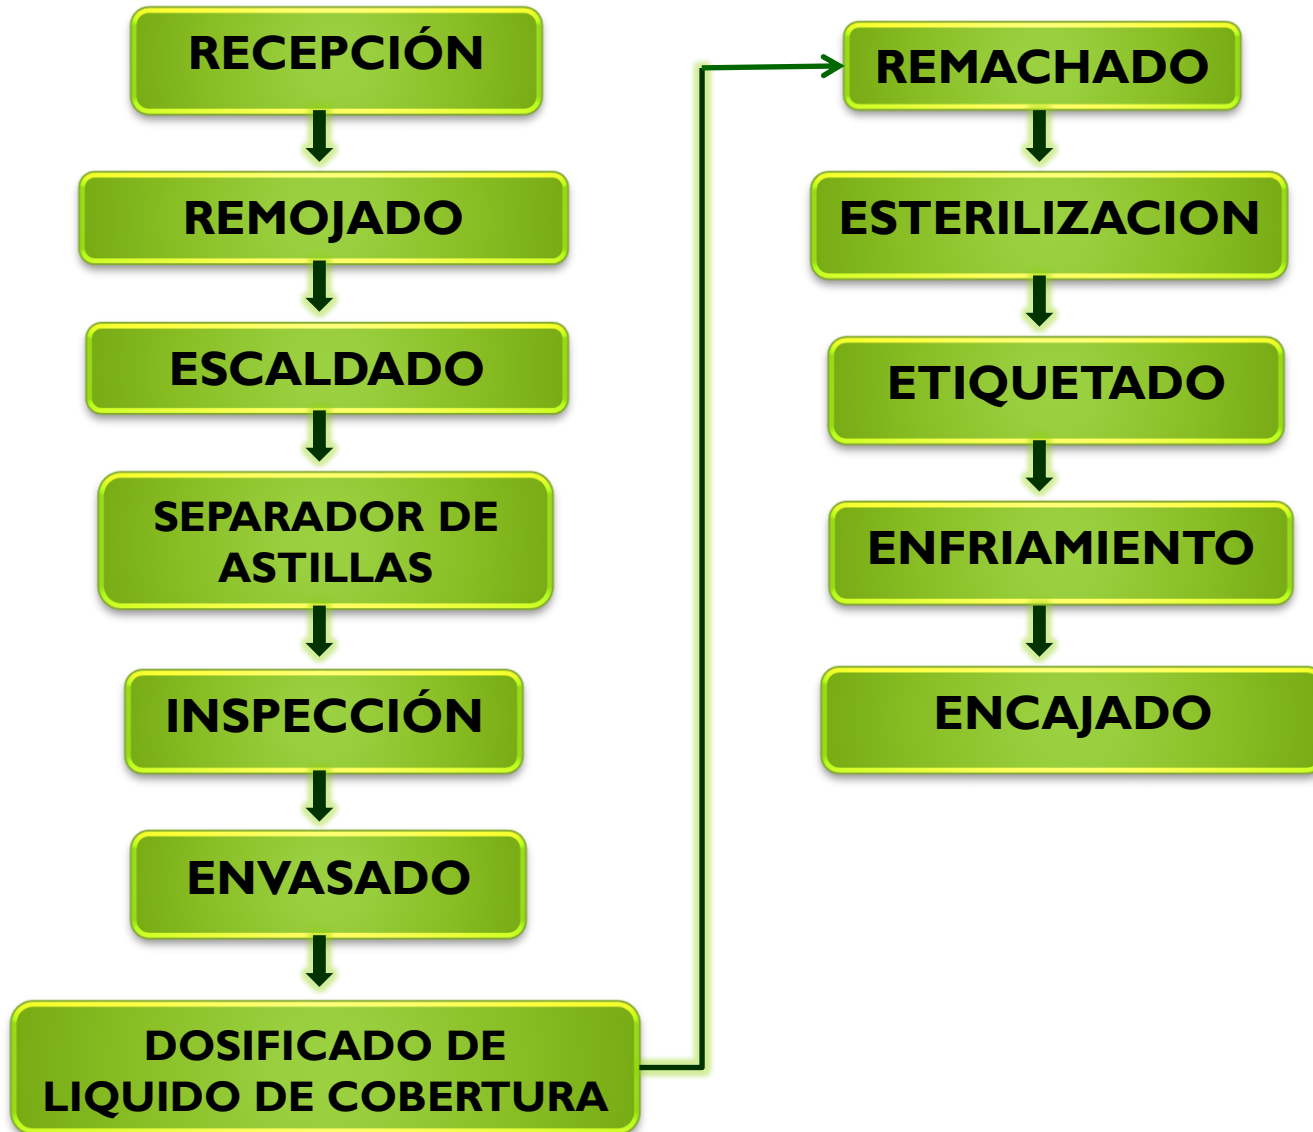 RECEPCIÓN
REMOJADO
ESCALDADO
SEPARADOR DE
ASTILLAS
INSPECCIÓN
ENVASADO
DOSIFICADO DE
LIQUIDO DE COBERTURA
REMACHADO
ESTERILIZACION
ETIQUETADO
ENFRIAMIENTO
ENCAJADO